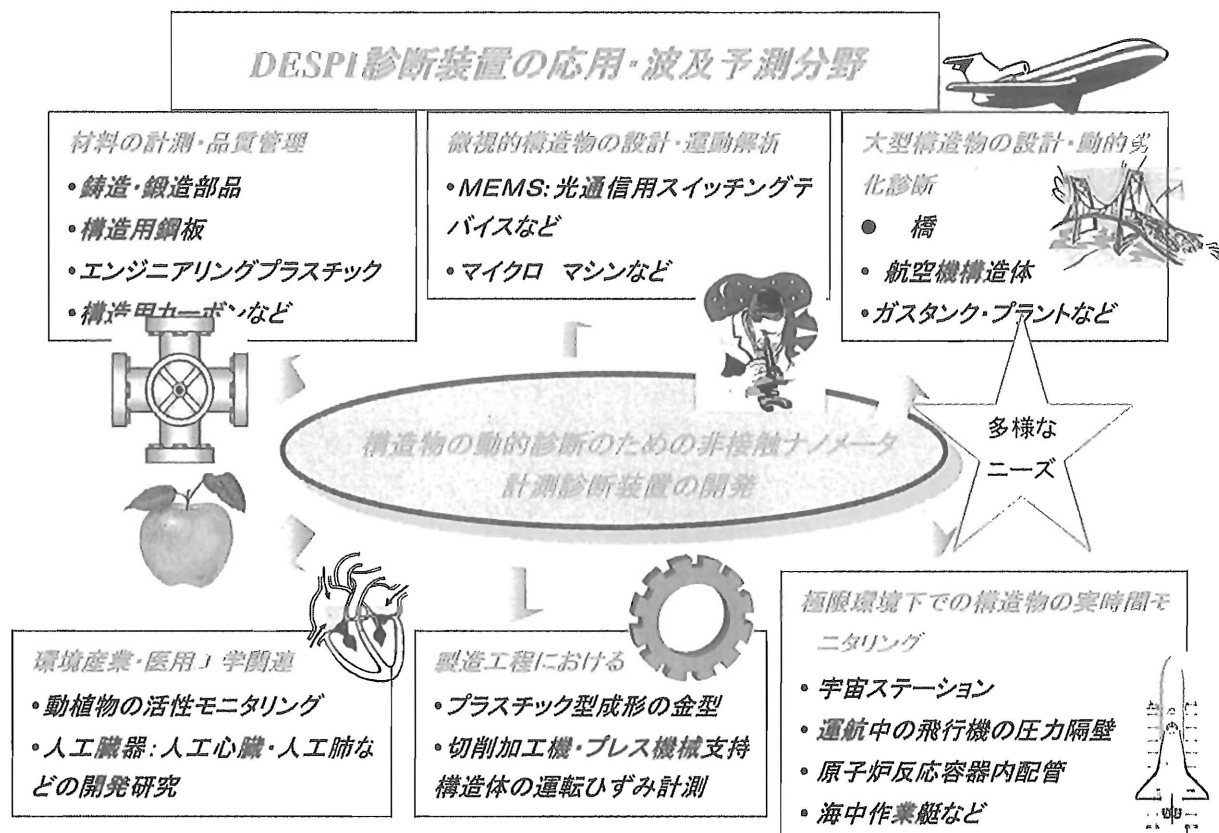 DESPI診断装置の応用・波及予測分野
材料の計測・品質管理
・鋳造・鍛造部品
・構造用鋼板
・エンジニアリングプラスチック
・構造用カーボンなど
微視的構造物の設計・運動解析
・MEMS:光通信用スイッチングデ
バイスなど
・マイクロ マシンなど
大型構造物の設計・動的劣
化診断
● 橋
・航空機構造体
・ガスタンク・プラントなど
構造物の動的診断のための非接触ナノメータ
計測診断装置の開発
多様な
ニーズ
環境産業・医用工学関連
・動植物の活性モニタリング
・人工臓器:人工心臓・人工肺な
どの開発研究
製造工程における
・プラスチック型成形の金型
・切削加工機・プレス機械支持
構造体の運転ひずみ計測
極限環境下での構造物の実時間モ
ニタリング
・宇宙ステーション
・運航中の飛行機の圧力隔壁
・原子炉反応容器内配管
・海中作業艇など